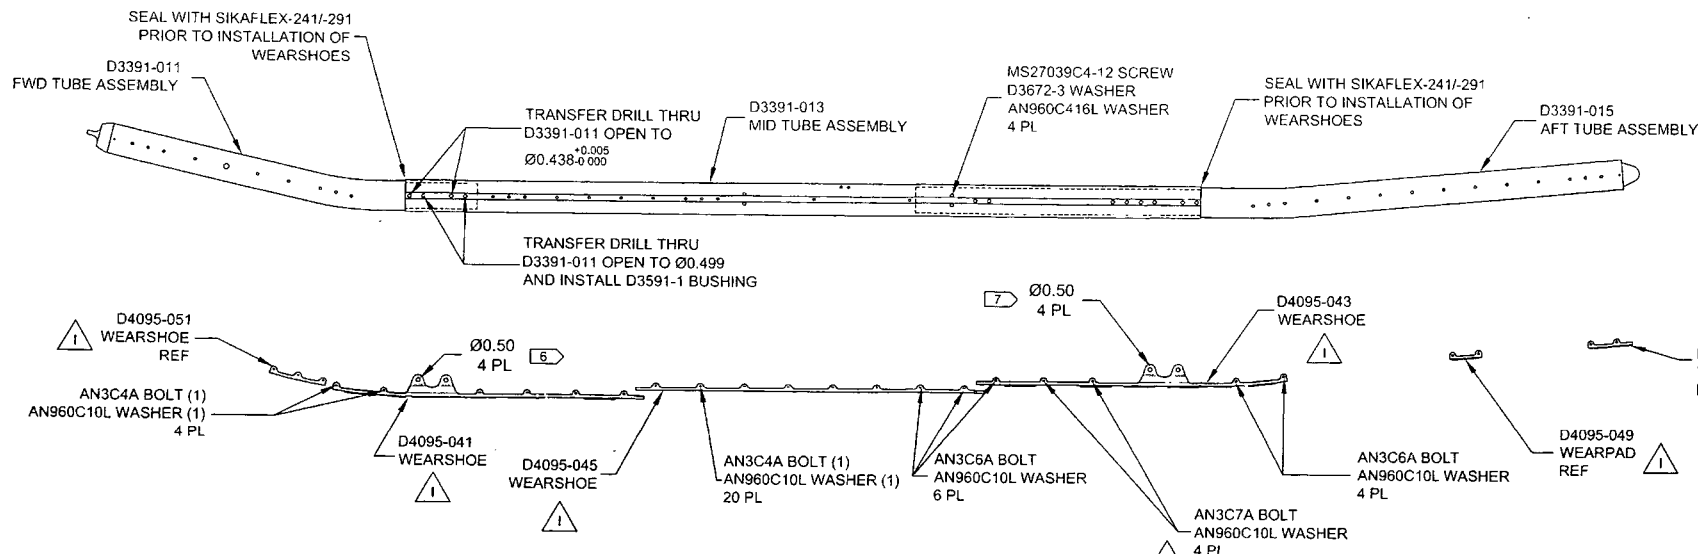 SEAL WITH SIKAFLEX-241/-291
PRIOR TO INSTALLATION OF
WEARSHOES
D3391-011
FWD TUBE ASSEMBLY
TRANSFER DRILL THRU
D3391-011 OPEN TO
Ø0.438 +0.005 -0.000
D3391-013
MID TUBE ASSEMBLY
MS27039C4-12 SCREW
D3672-3 WASHER
AN960C416L WASHER
4 PL
SEAL WITH SIKAFLEX-241/-291
PRIOR TO INSTALLATION OF
WEARSHOES
D3391-015
AFT TUBE ASSEMBLY
TRANSFER DRILL THRU
D3391-011 OPEN TO Ø0.499
AND INSTALL D3591-1 BUSHING
D4095-051
WEARSHOE
REF
1
Ø0.50
4 PL
6
7
Ø0.50
4 PL
D4095-043
WEARSHOE
1
AN3C4A BOLT (1)
AN960C10L WASHER (1)
4 PL
D4095-041
WEARSHOE
1
D4095-045
WEARSHOE
1
AN3C4A BOLT (1)
AN960C10L WASHER (1)
20 PL
AN3C6A BOLT
AN960C10L WASHER
6 PL
AN3C7A BOLT
AN960C10L WASHER
4 PL
AN3C6A BOLT
AN960C10L WASHER
4 PL
D4095-049
WEARPAD
REF
1